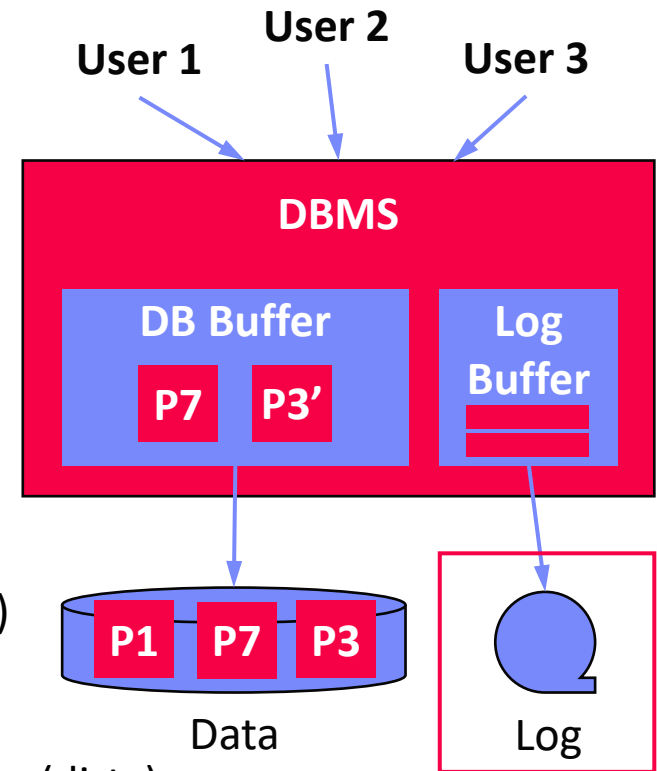 User 1
User 2
User 3
DBMS
DB Buffer
Log
Buffer
P7
P3’
)
P1
P7
P3
Data
Log